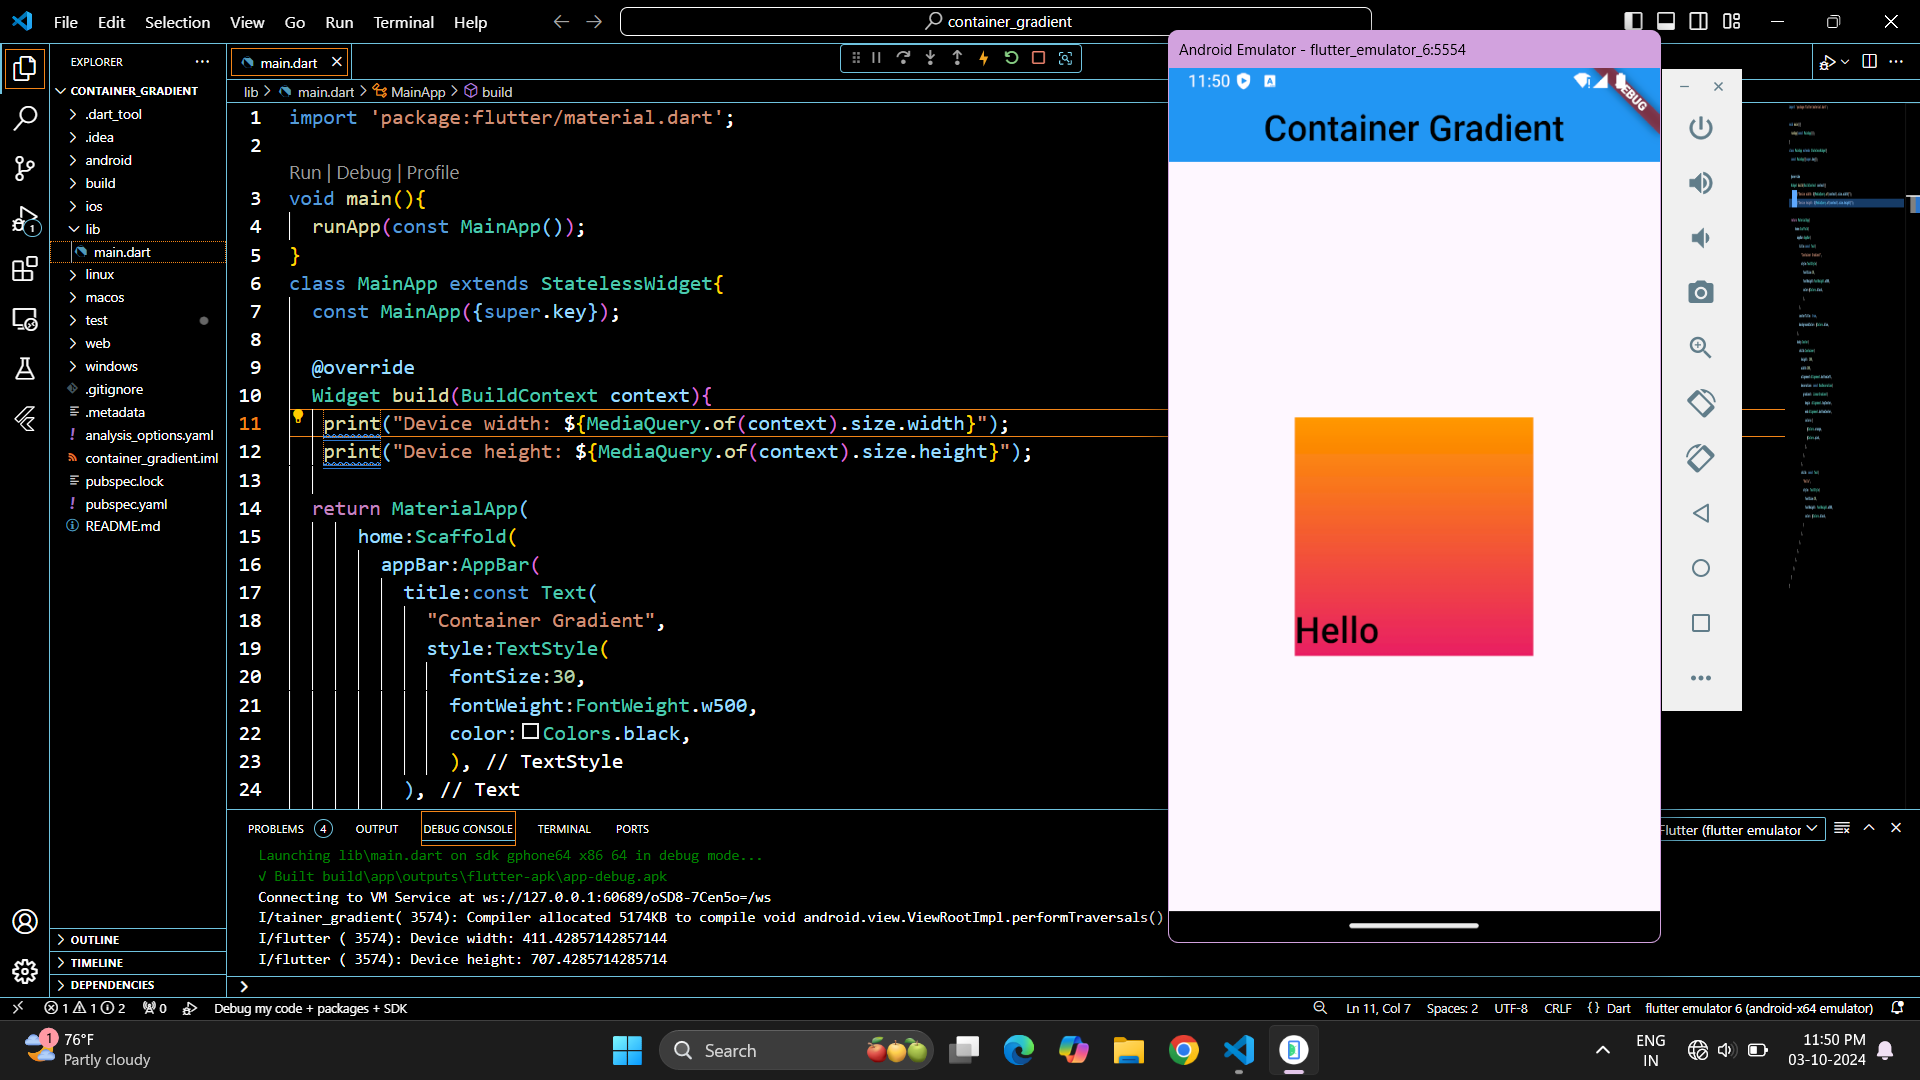 File Edit Selection View Go Run Terminal Help
container_gradient
EXPLORER
main.dart
CONTAINER_GRADIENT
.dart_tool
.idea
android
build
ios
lib
main.dart
linux
macos
test
web
windows
.gitignore
.metadata
analysis_options.yaml
container_gradient.iml
pubspec.lock
pubspec.yaml
README.md
OUTLINE
TIMELINE
DEPENDENCIES
1
lib > main.dart > MainApp > build
1 import 'package:flutter/material.dart';
2
Run | Debug | Profile
3 void main(){
4 runApp(const MainApp());
5 }
6 class MainApp extends StatelessWidget{
7 const MainApp({super.key});
8
9 @override
10 Widget build(BuildContext context){
11 print("Device width: ${MediaQuery.of(context).size.width}");
12 print("Device height: ${MediaQuery.of(context).size.height}");
13
14 return MaterialApp(
15 home:Scaffold(
16 appBar:AppBar(
17 title:const Text(
18 "Container Gradient",
19 style:TextStyle(
20 fontSize:30,
21 fontWeight:FontWeight.w500,
22 color:Colors.black,
23 ), // TextStyle
24 ), // Text
PROBLEMS 4 OUTPUT DEBUG CONSOLE TERMINAL PORTS
Flutter (flutter emulator
Launching lib\main.dart on sdk gphone64 x86 64 in debug mode...
√ Built build\app\outputs\flutter-apk\app-debug.apk
Connecting to VM Service at ws://127.0.0.1:60689/oSD8-7Cen5o=/ws
I/tainer_gradient( 3574): Compiler allocated 5174KB to compile void android.view.ViewRootImpl.performTraversals()
I/flutter ( 3574): Device width: 411.42857142857144
I/flutter ( 3574): Device height: 707.4285714285714
Android Emulator - flutter_emulator_6:5554
11:50
DEBUG
Container Gradient
Hello
1 1 2 0 Debug my code + packages + SDK
Ln 11, Col 7 Spaces: 2 UTF-8 CRLF {} Dart flutter emulator 6 (android-x64 emulator)
1
76°F
Partly cloudy
Search
ENG
IN
11:50 PM
03-10-2024